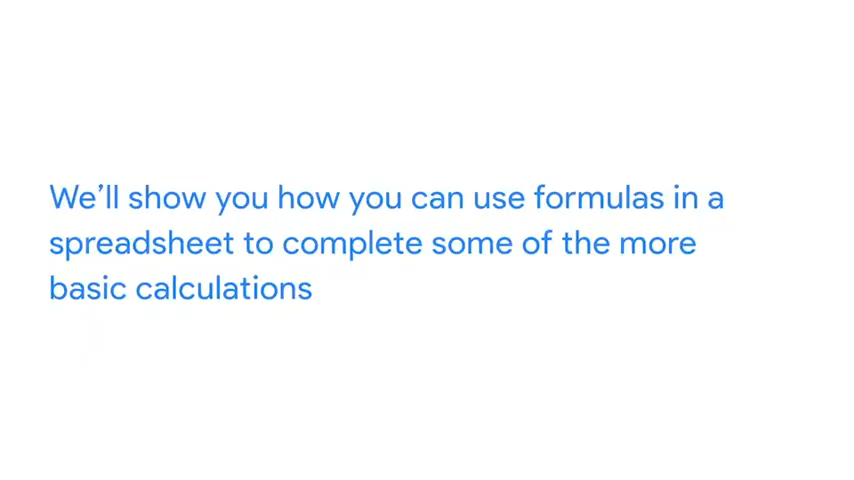 We’ll show you how you can use formulas in a
spreadsheet to complete some of the more
basic calculations